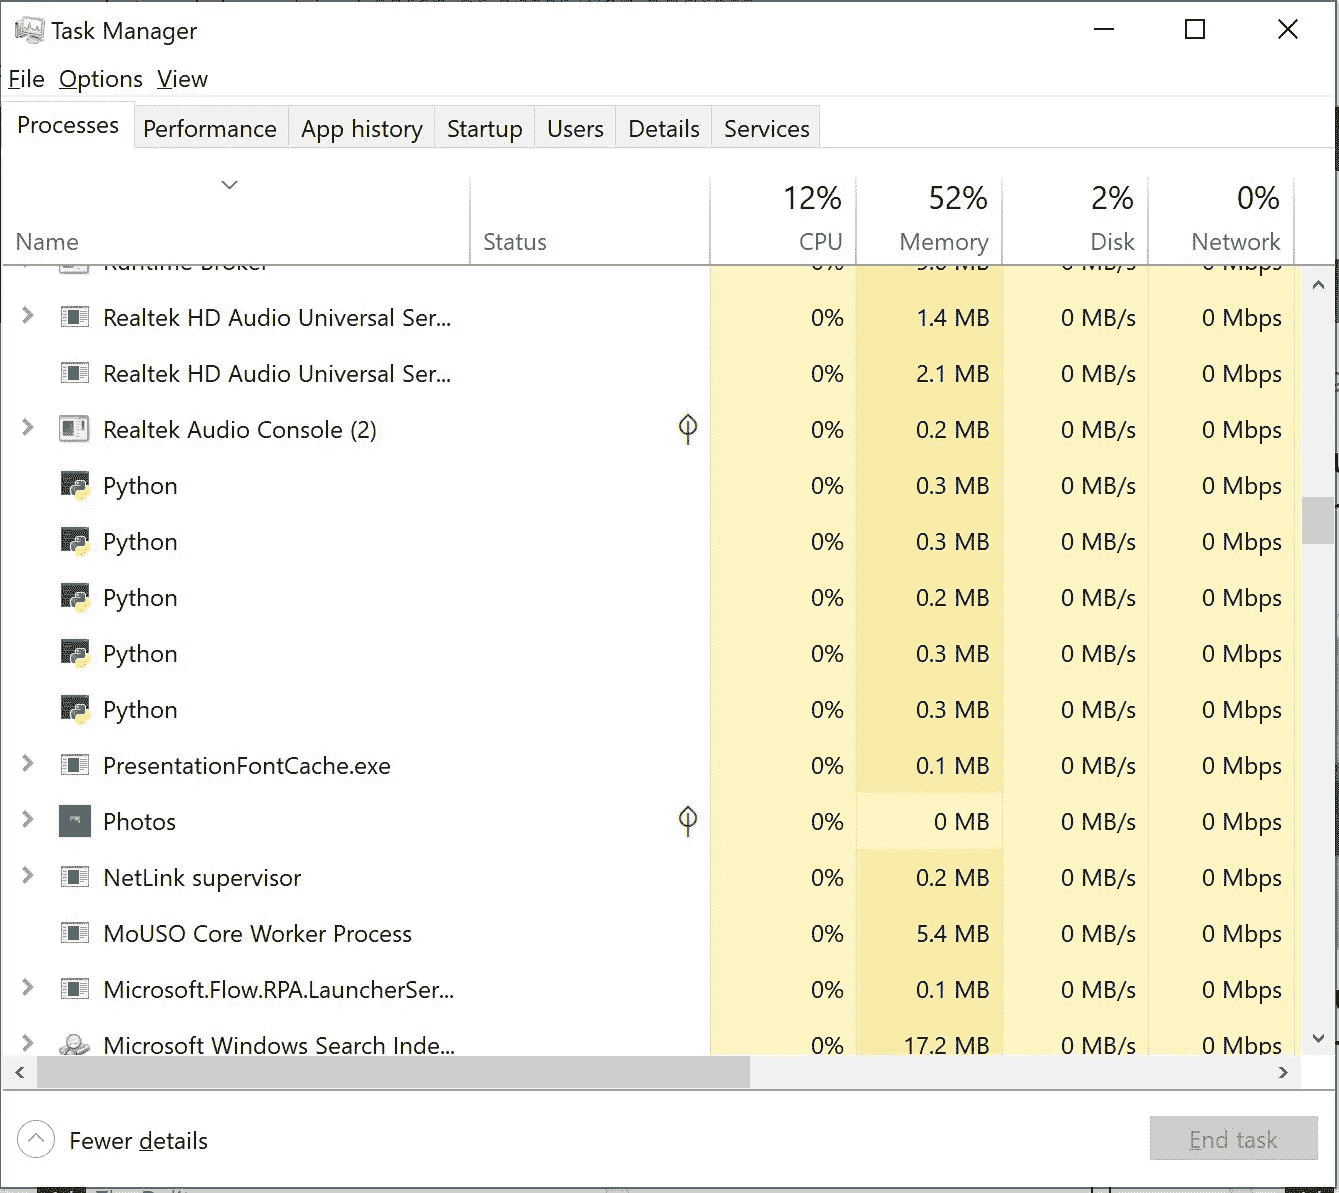 Task Manager
File Options View
Processes Performance App history Startup Users Details Services
12% 52% 2% 0%
Name Status CPU Memory Disk Network
Runtime Broker 0% MB 0 MB/s 0 Mbps
Realtek HD Audio Universal Ser... 0% 1.4 MB 0 MB/s 0 Mbps
Realtek HD Audio Universal Ser... 0% 2.1 MB 0 MB/s 0 Mbps
Realtek Audio Console (2) 0% 0.2 MB 0 MB/s 0 Mbps
Python 0% 0.3 MB 0 MB/s 0 Mbps
Python 0% 0.3 MB 0 MB/s 0 Mbps
Python 0% 0.2 MB 0 MB/s 0 Mbps
Python 0% 0.3 MB 0 MB/s 0 Mbps
Python 0% 0.3 MB 0 MB/s 0 Mbps
PresentationFontCache.exe 0% 0.1 MB 0 MB/s 0 Mbps
Photos 0% 0 MB 0 MB/s 0 Mbps
NetLink supervisor 0% 0.2 MB 0 MB/s 0 Mbps
MoUSO Core Worker Process 0% 5.4 MB 0 MB/s 0 Mbps
Microsoft.Flow.RPA.LauncherSer... 0% 0.1 MB 0 MB/s 0 Mbps
Microsoft Windows Search Inde... 0% 17.2 MB 0 MB/s 0 Mbps
Fewer details End task